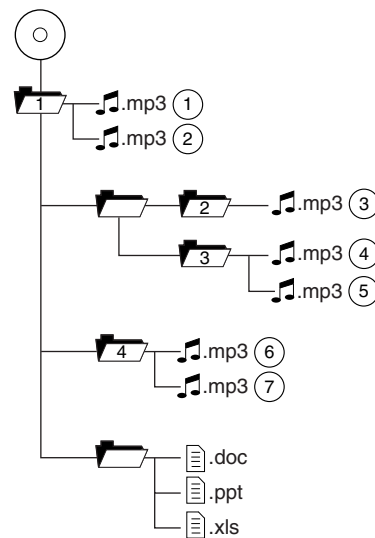 1 .mp3 1
.mp3 2
2 .mp3 3
3 .mp3 4
.mp3 5
4 .mp3 6
.mp3 7
.doc
.ppt
.xls